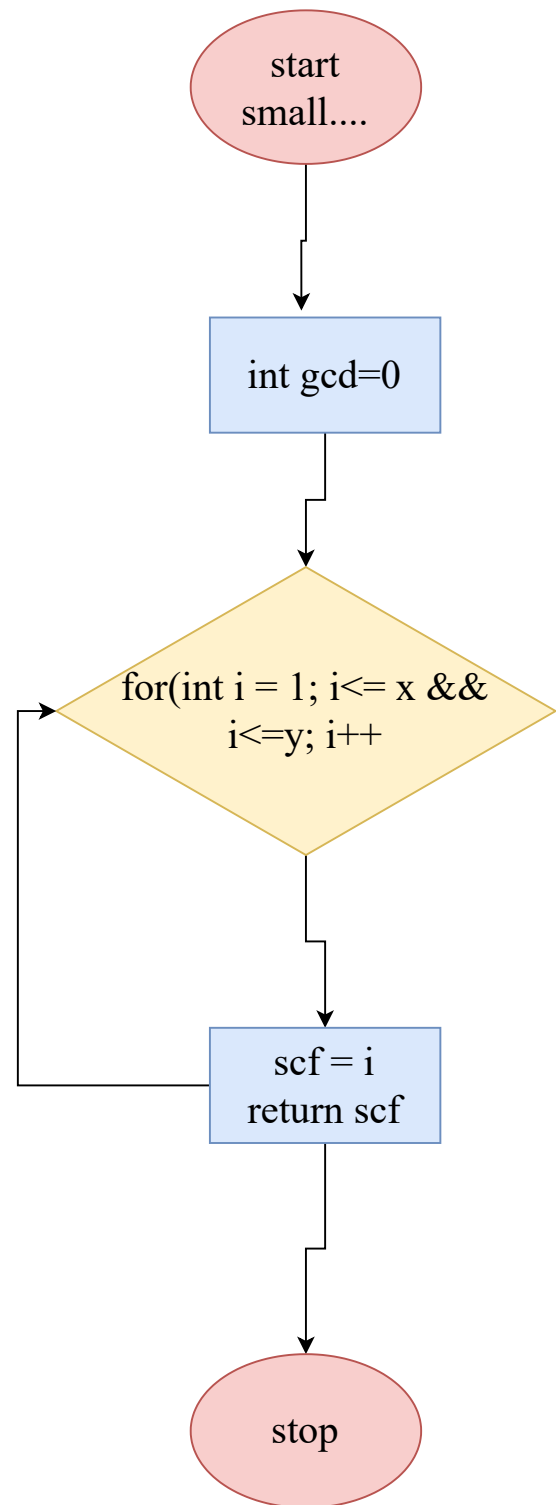 start
small....
int gcd=0
for(int i = 1; i<= x &&
i<=y; i++
scf = i
return scf
stop